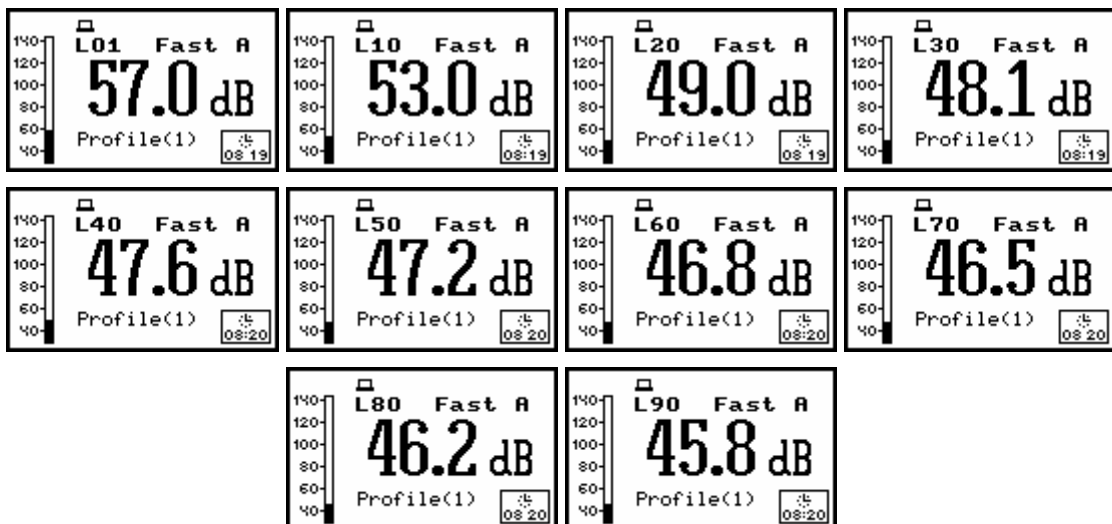 L01 Fast A
140
120
100
80
60
40
57.0 dB
Profile(1)
08 19
L10 Fast A
140
120
100
80
60
40
53.0 dB
Profile(1)
08:19
L20 Fast A
140
120
100
80
60
40
49.0 dB
Profile(1)
08 19
L30 Fast A
140
120
100
80
60
40
48.1 dB
Profile(1)
08:19
L40 Fast A
140
120
100
80
60
40
47.6 dB
Profile(1)
08:20
L50 Fast A
140
120
100
80
60
40
47.2 dB
Profile(1)
08 20
L60 Fast A
140
120
100
80
60
40
46.8 dB
Profile(1)
08:20
L70 Fast A
140
120
100
80
60
40
46.5 dB
Profile(1)
08 20
L80 Fast A
140
120
100
80
60
40
46.2 dB
Profile(1)
08 20
L90 Fast A
140
120
100
80
60
40
45.8 dB
Profile(1)
08:20